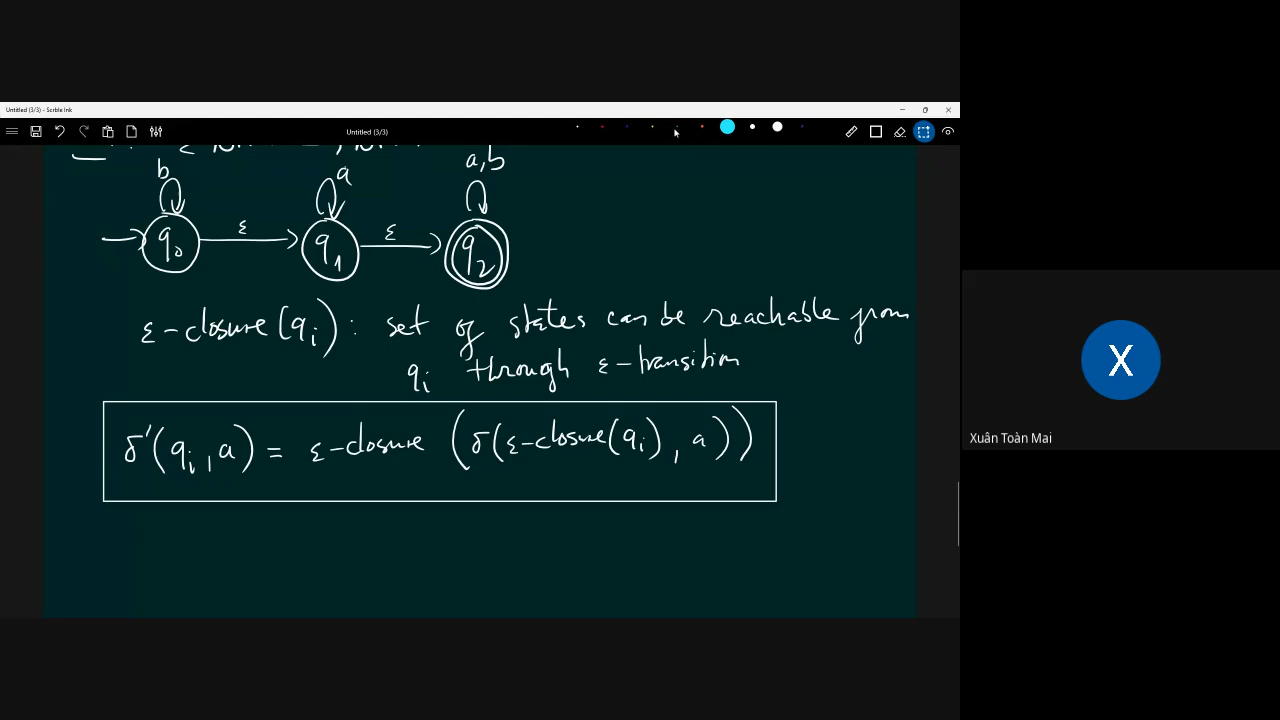 Untitled (3/3) - Scrble Ink
Untitled (3/3)
b a a,b
q₀ ε q₁ ε q₂
ε-closure(qᵢ) : set of states can be reachable from
qᵢ through ε-transition
δ'(qᵢ, a) = ε-closure (δ(ε-closure(qᵢ), a))
X
Xuân Toàn Mai